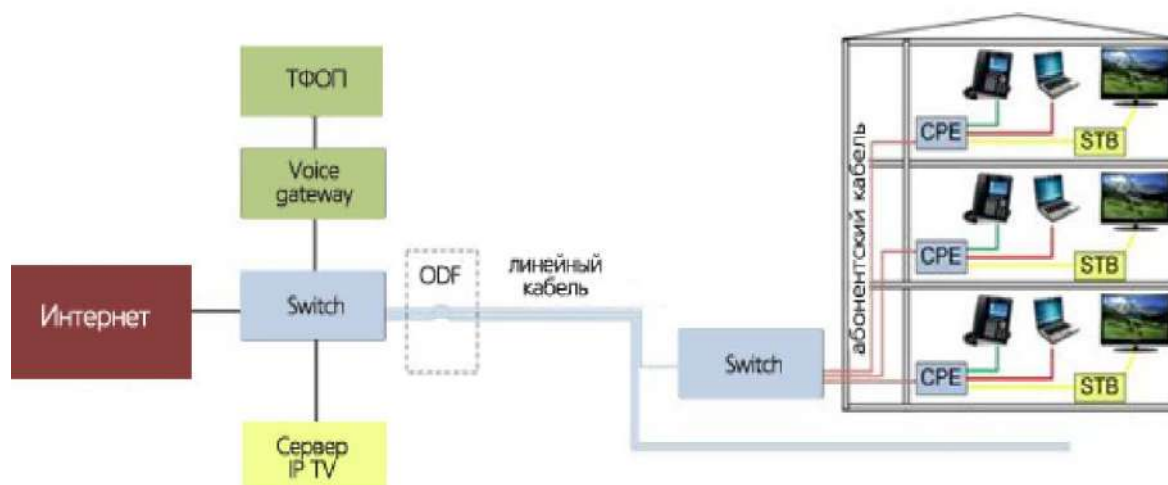 ТФОП
Voice
gateway
Интернет
Switch
ODF
линейный
кабель
Сервер
IP TV
Switch
абонентский кабель
CPE
STB
CPE
STB
CPE
STB